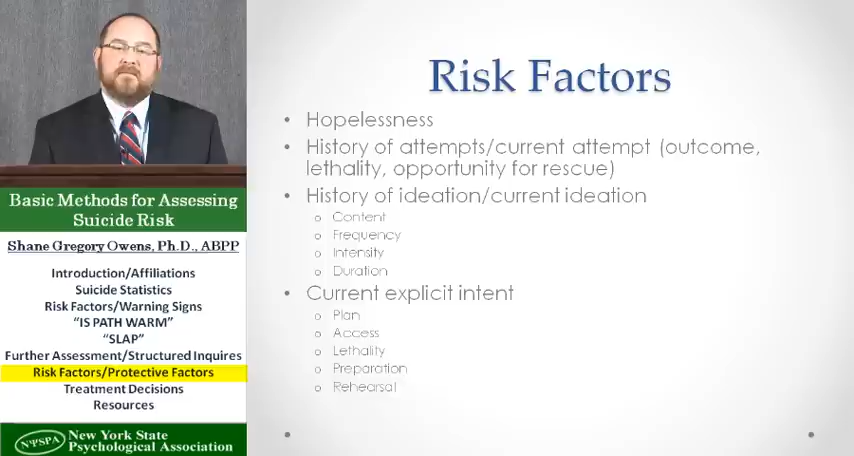 Basic Methods for Assessing
Suicide Risk
Shane Gregory Owens, Ph.D., ABPP
Introduction/Affiliations
Suicide Statistics
Risk Factors/Warning Signs
"IS PATH WARM"
"SLAP"
Further Assessment/Structured Inquires
Risk Factors/Protective Factors
Treatment Decisions
Resources
NYSPA
New York State
Psychological Association
Risk Factors
• Hopelessness
• History of attempts/current attempt (outcome,
lethality, opportunity for rescue)
• History of ideation/current ideation
o Content
o Frequency
o Intensity
o Duration
• Current explicit intent
o Plan
o Access
o Lethality
o Preparation
o Rehearsal